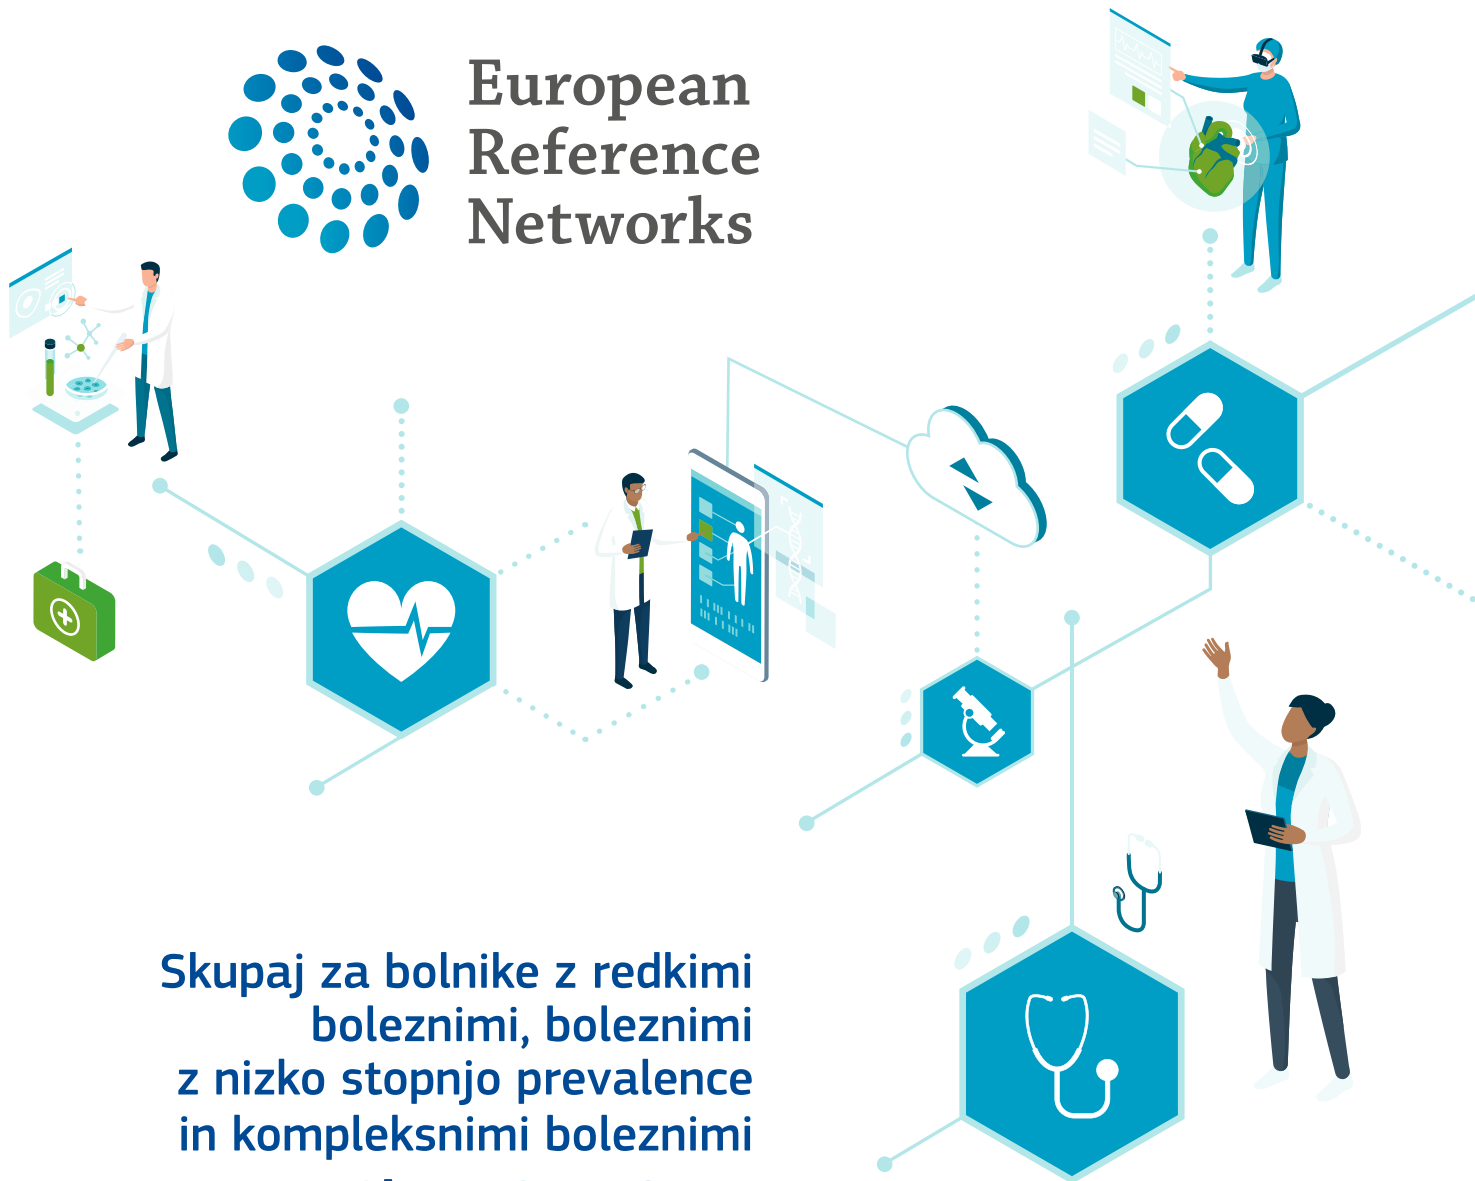 European
Reference
Networks
Skupaj za bolnike z redkimi
boleznimi, boleznimi
z nizko stopnjo prevalence
in kompleksnimi boleznimi